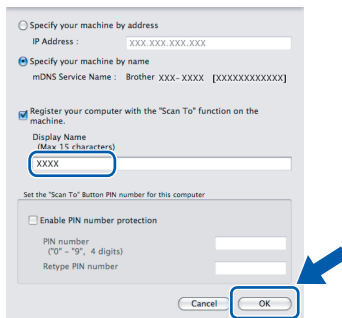 Specify your machine by address
IP Address : XXX.XXX.XXX.XXX
Specify your machine by name
mDNS Service Name : Brother XXX-XXXX [XXXXXXXXXXXX]
Register your computer with the "Scan To" function on the
machine.
Display Name
(Max 15 characters)
XXXX
Set the "Scan To" Button PIN number for this computer
Enable PIN number protection
PIN number
("0" - "9", 4 digits)
Retype PIN number
Cancel OK